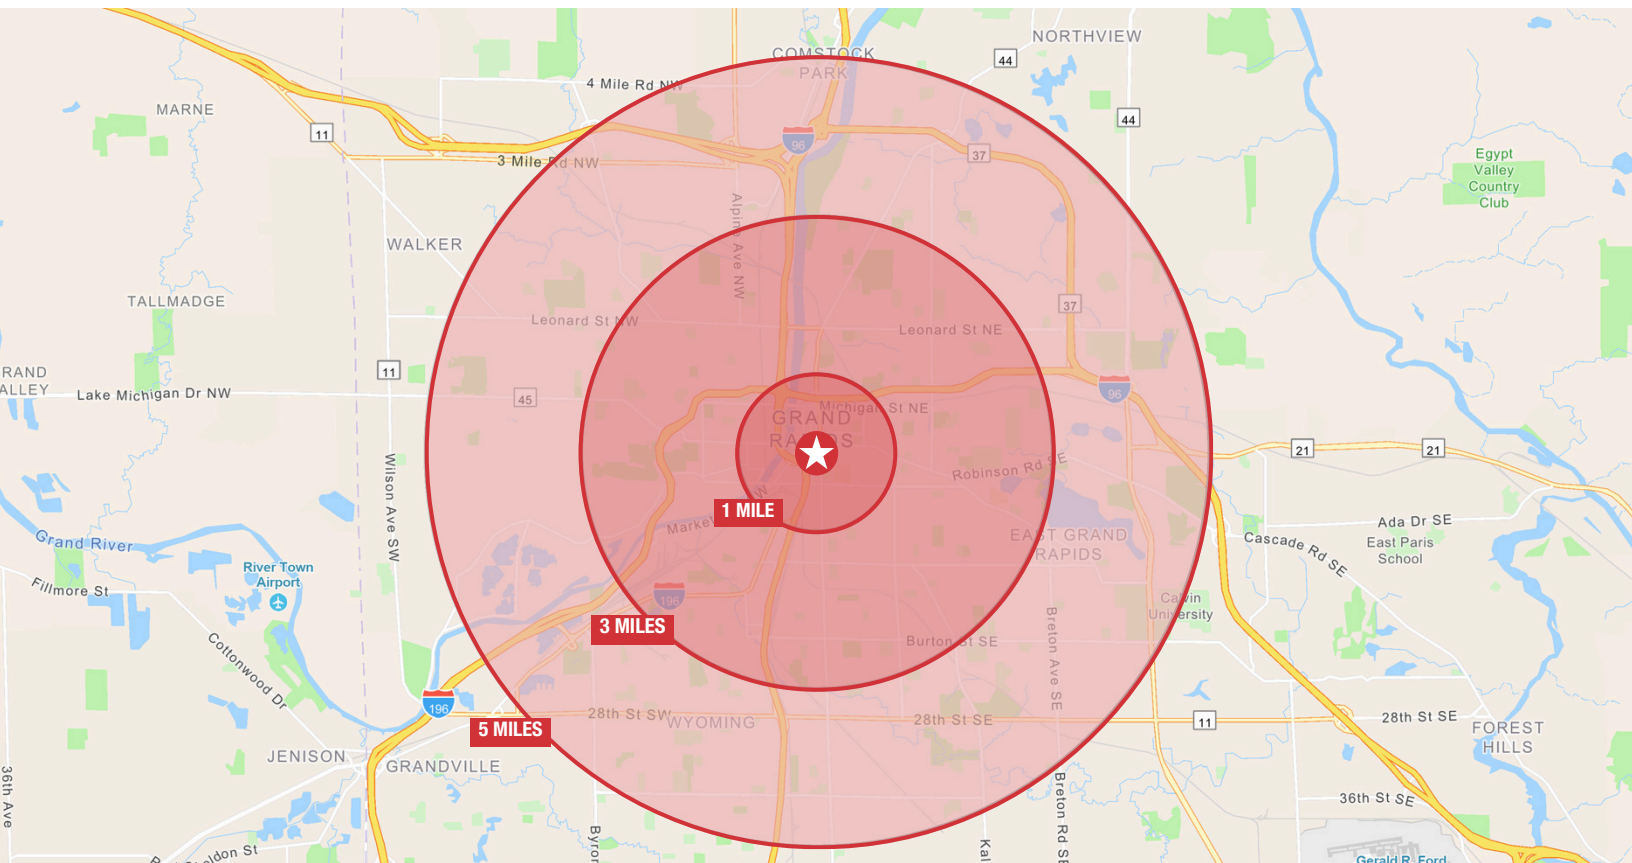 NORTHVIEW
COMSTOCK
PARK
44
4 Mile Rd NW
MARNE
44
11
96
37
3 Mile Rd NW
Egypt
Valley
Country
Club
Alpine Ave NW
WALKER
TALLMADGE
37
Leonard St NW
Leonard St NE
11
RAND
ALLEY
Lake Michigan Dr NW
45
96
Michigan St NE
GRAND
RAPIDS
21
21
Robinson Rd SE
Wilson Ave SW
1 MILE
Market
W
Ada Dr SE
East Paris
School
Cascade Rd SE
EAST GRAND
RAPIDS
Grand River
River Town
Airport
Fillmore St
196
Calvin
University
3 MILES
Burton St SE
Breton Ave SE
Cottonwood Dr
196
28th St SW
WYOMING
28th St SE
11
28th St SE
5 MILES
FOREST
HILLS
JENISON
GRANDVILLE
36th Ave
36th St SE
Breton Rd SE
Byron
Kal
ldon St
Gerald R. Ford